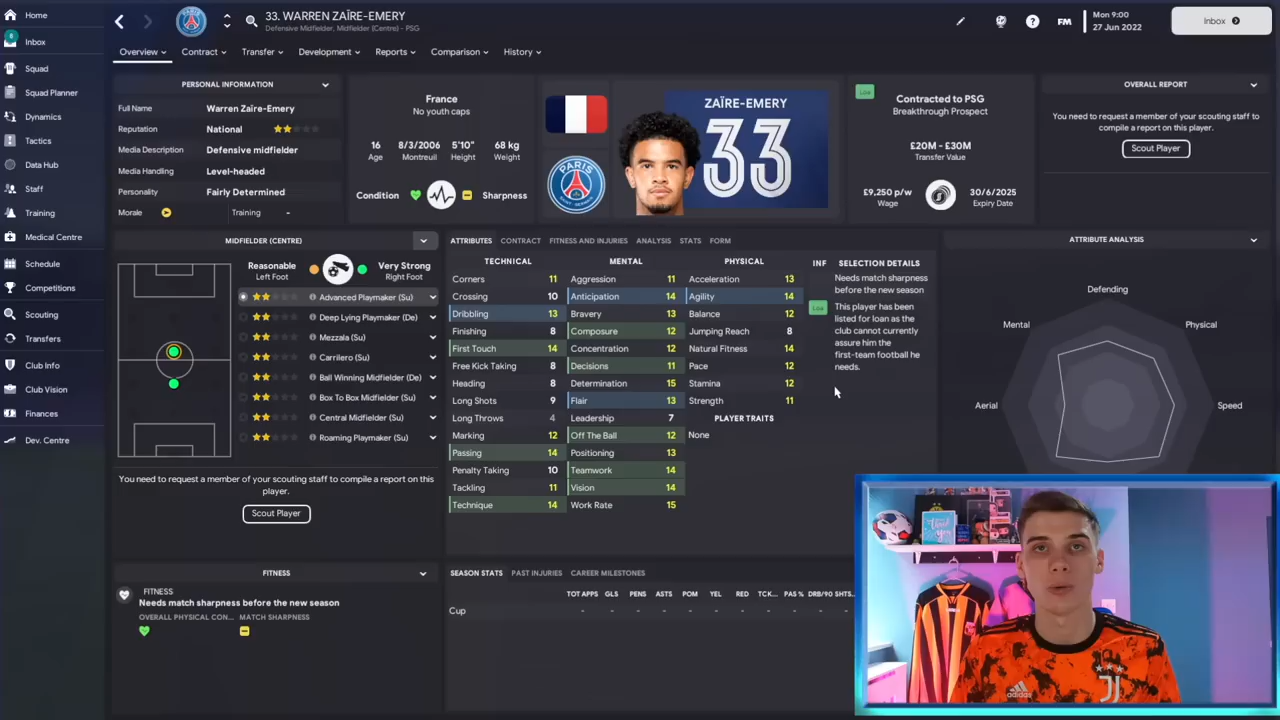 Home
8
Inbox
Squad
Squad Planner
Dynamics
Tactics
Data Hub
Staff
Training
Medical Centre
Schedule
Competitions
Scouting
Transfers
Club Info
Club Vision
Finances
Dev. Centre
33. WARREN ZAÏRE-EMERY
Defensive Midfielder, Midfielder (Centre) - PSG
FM
Mon 9:00
27 Jun 2022
Inbox
Overview Contract Transfer Development Reports Comparison History
PERSONAL INFORMATION
Full Name Warren Zaïre-Emery
Reputation National
Media Description Defensive midfielder
Media Handling Level-headed
Personality Fairly Determined
Morale Training -
France
No youth caps
16 8/3/2006 5'10" 68 kg
Age Montreuil Height Weight
Condition Sharpness
PARIS
ZAÏRE-EMERY
33
Loa
Contracted to PSG
Breakthrough Prospect
£20M - £30M
Transfer Value
£9,250 p/w 30/6/2025
Wage Expiry Date
OVERALL REPORT
You need to request a member of your scouting staff to
compile a report on this player.
Scout Player
MIDFIELDER (CENTRE)
Reasonable Very Strong
Left Foot Right Foot
Advanced Playmaker (Su)
Deep Lying Playmaker (De)
Mezzala (Su)
Carrilero (Su)
Ball Winning Midfielder (De)
Box To Box Midfielder (Su)
Central Midfielder (Su)
Roaming Playmaker (Su)
You need to request a member of your scouting staff to compile a report on this
player.
Scout Player
ATTRIBUTES CONTRACT FITNESS AND INJURIES ANALYSIS STATS FORM
TECHNICAL MENTAL PHYSICAL
Corners 11 Aggression 11 Acceleration 13
Crossing 10 Anticipation 14 Agility 14
Dribbling 13 Bravery 13 Balance 12
Finishing 8 Composure 12 Jumping Reach 8
First Touch 14 Concentration 12 Natural Fitness 14
Free Kick Taking 8 Decisions 11 Pace 12
Heading 8 Determination 15 Stamina 12
Long Shots 9 Flair 13 Strength 11
Long Throws 4 Leadership 7 PLAYER TRAITS
Marking 12 Off The Ball 12 None
Passing 14 Positioning 13
Penalty Taking 10 Teamwork 14
Tackling 11 Vision 14
Technique 14 Work Rate 15
INF SELECTION DETAILS
Needs match sharpness
before the new season
Loa
This player has been
listed for loan as the
club cannot currently
assure him the
first-team football he
needs.
ATTRIBUTE ANALYSIS
Defending
Mental Physical
Aerial Speed
FITNESS
FITNESS
Needs match sharpness before the new season
OVERALL PHYSICAL CON... MATCH SHARPNESS
SEASON STATS PAST INJURIES CAREER MILESTONES
TOT APPS GLS PENS ASTS POM YEL RED TCK... PAS % DRB/90 SHTS...
Cup - - - - - - - - - - -
thank
you
adidas